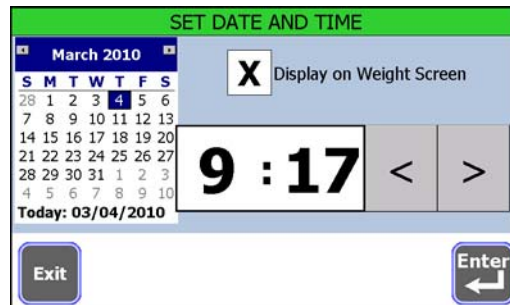 SET DATE AND TIME
March 2010
S M T W T F S
28 1 2 3 4 5 6
7 8 9 10 11 12 13
14 15 16 17 18 19 20
21 22 23 24 25 26 27
28 29 30 31 1 2 3
4 5 6 7 8 9 10
Today: 03/04/2010
X Display on Weight Screen
9 : 17 < >
Exit
Enter